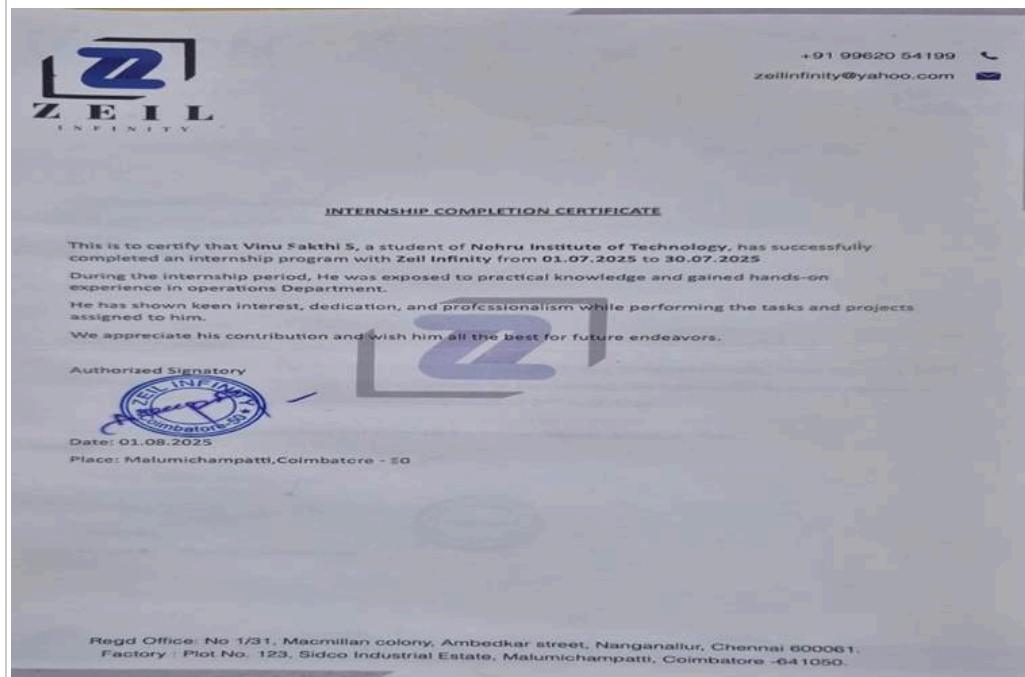 +91 99620 54199
zeilinfinity@yahoo.com
ZEIL
INFINITY
INTERNSHIP COMPLETION CERTIFICATE
This is to certify that Vinu Sakthi S, a student of Nehru Institute of Technology, has successfully
completed an internship program with Zeil Infinity from 01.07.2025 to 30.07.2025
During the internship period, He was exposed to practical knowledge and gained hands-on
experience in operations Department.
He has shown keen interest, dedication, and professionalism while performing the tasks and projects
assigned to him.
We appreciate his contribution and wish him all the best for future endeavors.
Authorized Signatory
ZEIL INFINITY
Coimbatore-50
Date: 01.08.2025
Place: Malumichampatti,Coimbatore - 50
Regd Office: No 1/31, Macmillan colony, Ambedkar street, Nanganallur, Chennai 600061.
Factory : Plot No. 123, Sidco Industrial Estate, Malumichampatti, Coimbatore -641050.